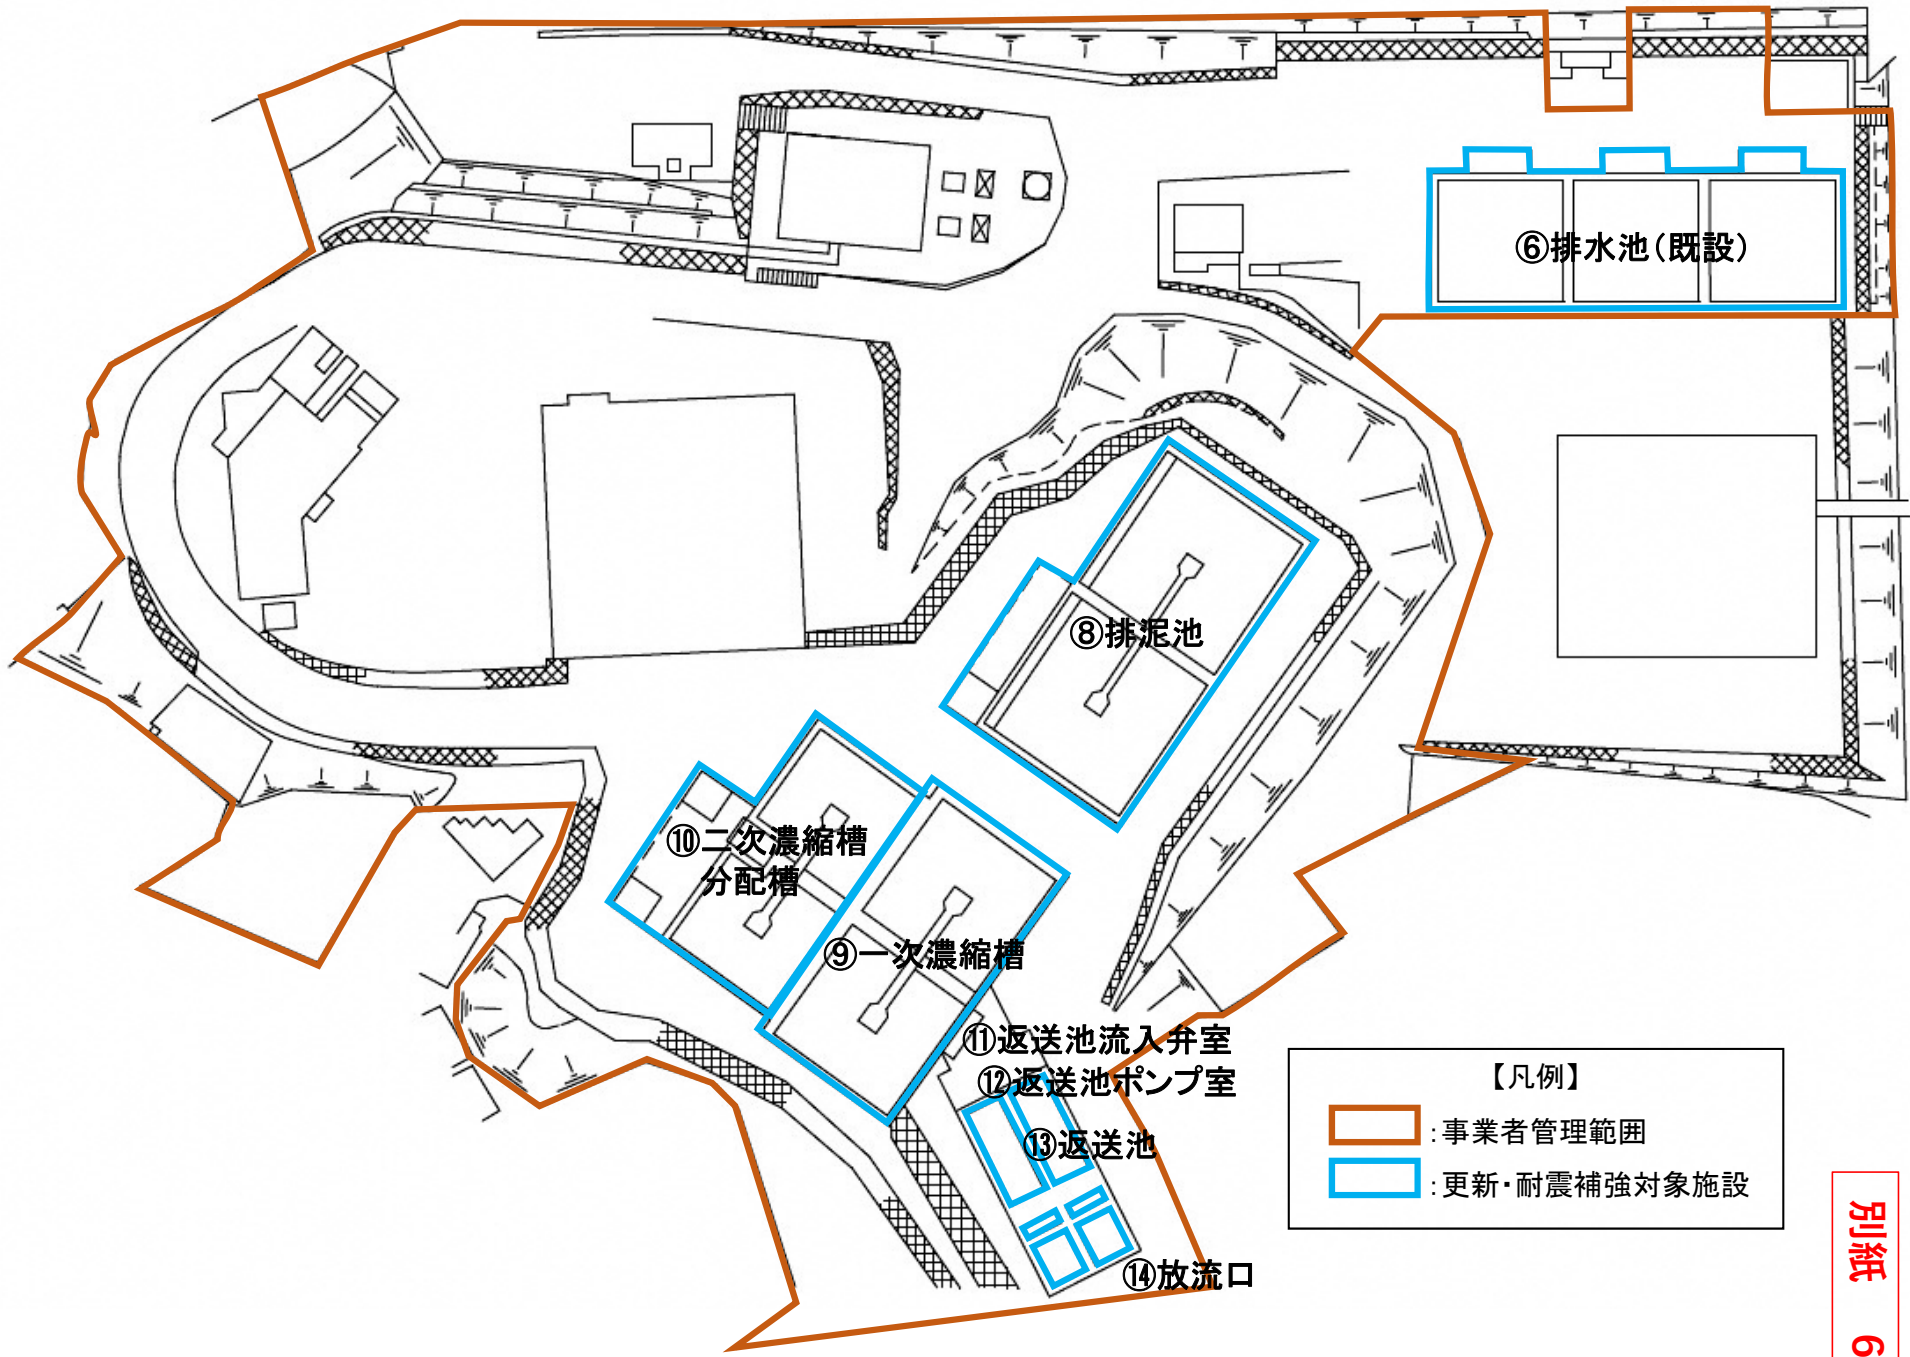 ⑥排水池(既設)
⑧排泥池
⑩二次濃縮槽
分配槽
⑨一次濃縮槽
⑪返送池流入弁室
⑫返送池ポンプ室
⑬返送池
⑭放流口
【凡例】
:事業者管理範囲
:更新・耐震補強対象施設
別紙 6